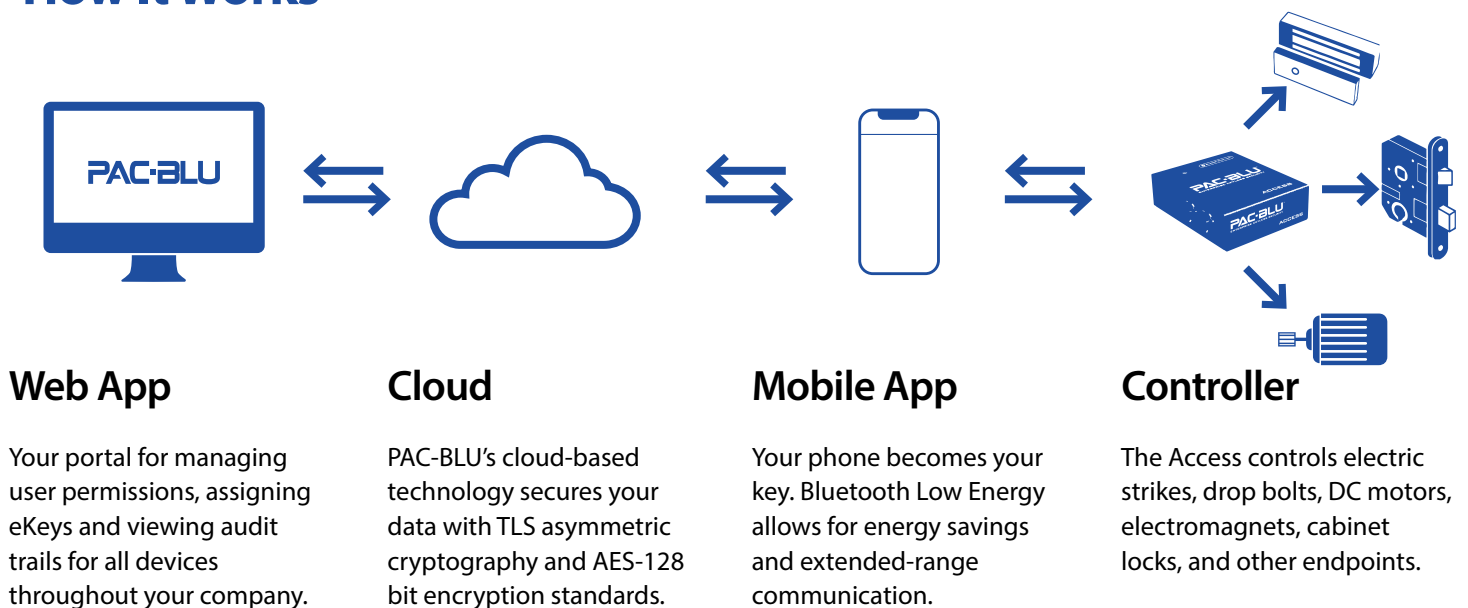 How It Works
PAC-BLU
PAC-BLU
ACCESS
PAC-BLU
ACCESS
Web App
Your portal for managing
user permissions, assigning
eKeys and viewing audit
trails for all devices
throughout your company.
Cloud
PAC-BLU’s cloud-based
technology secures your
data with TLS asymmetric
cryptography and AES-128
bit encryption standards.
Mobile App
Your phone becomes your
key. Bluetooth Low Energy
allows for energy savings
and extended-range
communication.
Controller
The Access controls electric
strikes, drop bolts, DC motors,
electromagnets, cabinet
locks, and other endpoints.